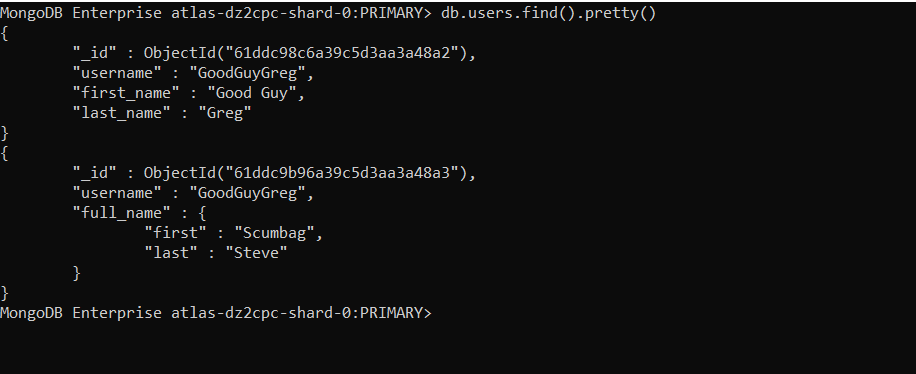 MongoDB Enterprise atlas-dz2cpc-shard-0:PRIMARY> db.users.find().pretty()
{
        "_id" : ObjectId("61ddc98c6a39c5d3aa3a48a2"),
        "username" : "GoodGuyGreg",
        "first_name" : "Good Guy",
        "last_name" : "Greg"
}
{
        "_id" : ObjectId("61ddc9b96a39c5d3aa3a48a3"),
        "username" : "GoodGuyGreg",
        "full_name" : {
                "first" : "Scumbag",
                "last" : "Steve"
        }
}
MongoDB Enterprise atlas-dz2cpc-shard-0:PRIMARY>